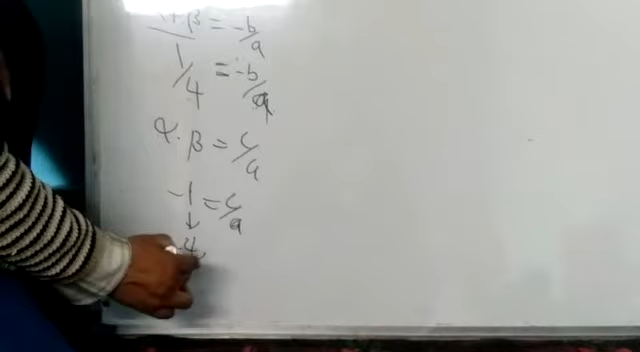 β = -b/a
1/4 = -b/a
α . β = c/a
-1 = c/a
↓
4